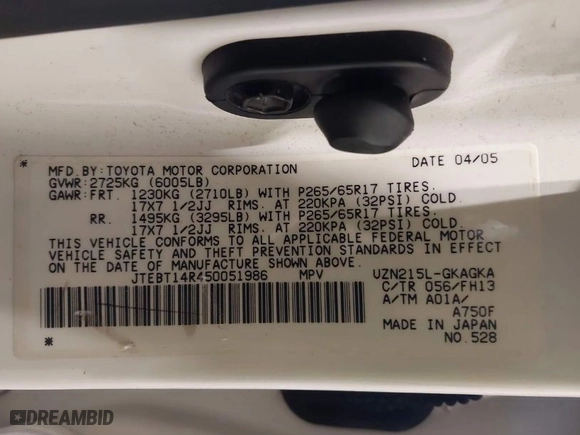 MFD.BY:TOYOTA MOTOR CORPORATION DATE 04/05
GVWR:2725KG (6005LB)
GAWR:FRT. 1230KG (2710LB) WITH P265/65R17 TIRES.
17X7 1/2JJ RIMS. AT 220KPA (32PSI) COLD.
RR. 1495KG (3295LB) WITH P265/65R17 TIRES.
17X7 1/2JJ RIMS. AT 220KPA (32PSI) COLD.
THIS VEHICLE CONFORMS TO ALL APPLICABLE FEDERAL MOTOR
VEHICLE SAFETY AND THEFT PREVENTION STANDARDS IN EFFECT
ON THE DATE OF MANUFACTURE SHOWN ABOVE.
JTEBT14R450051986 MPV UZN215L-GKAGKA
C/TR 056/FH13
A/TM A01A/
A750F
MADE IN JAPAN
NO.528
DREAMBID